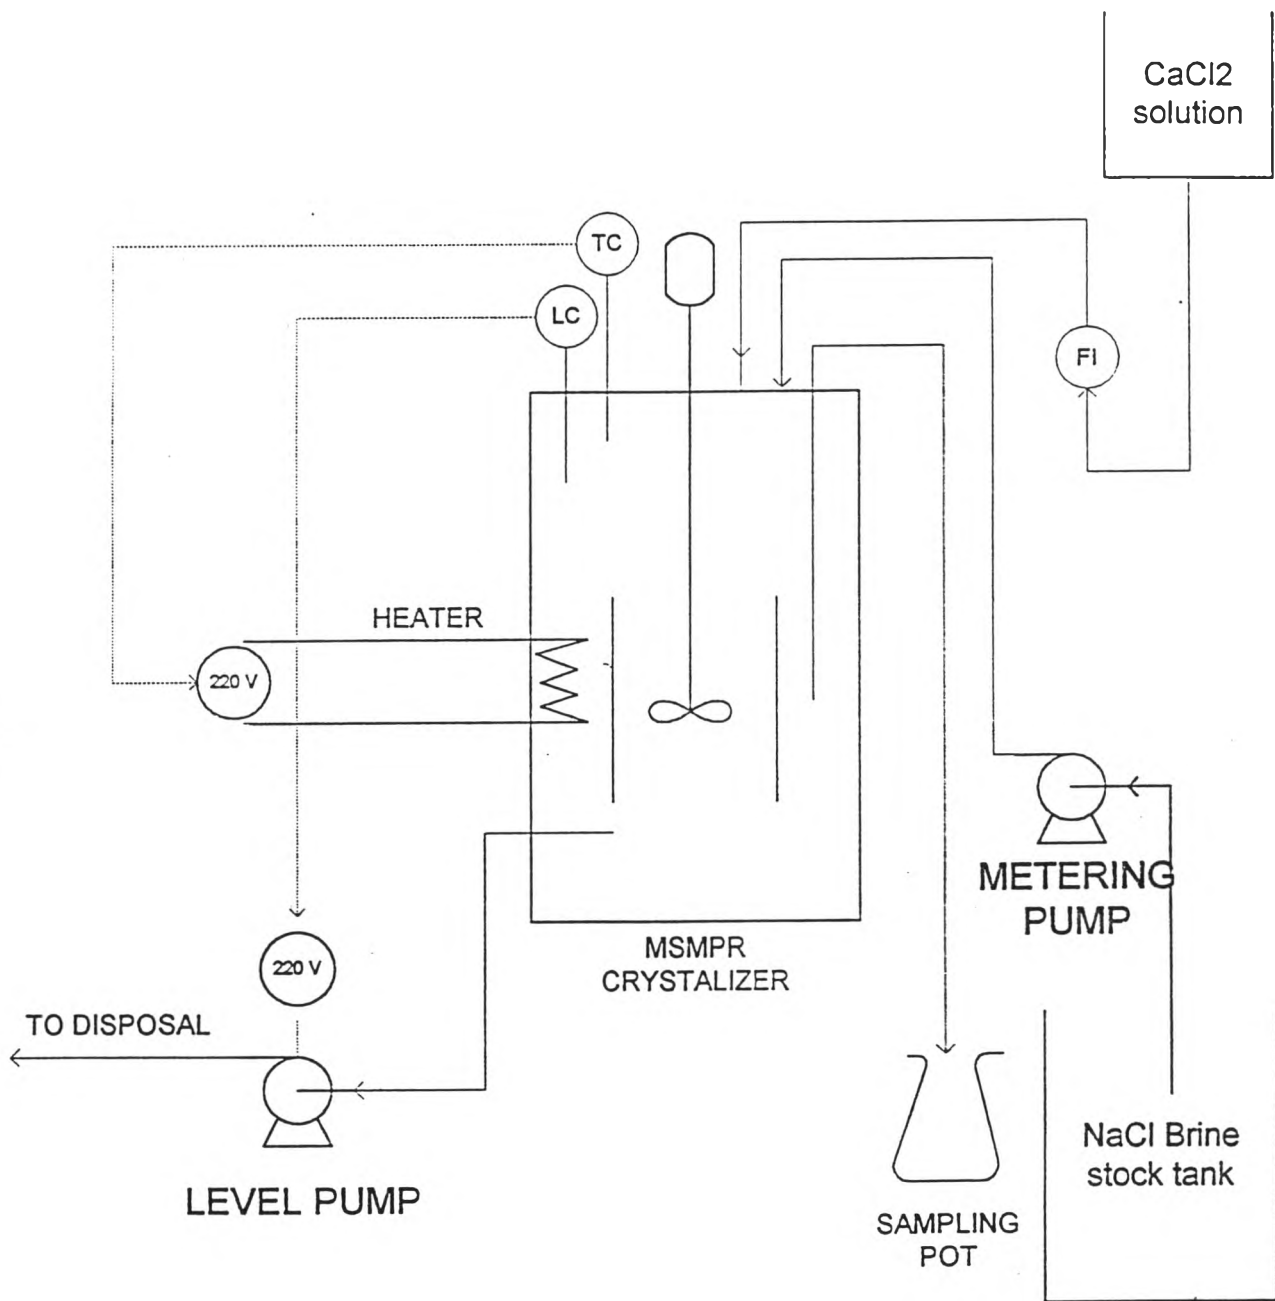 CaCl2
solution
TC
LC
FI
HEATER
220 V
METERING
PUMP
MSMPR
CRYSTALIZER
220 V
TO DISPOSAL
NaCl Brine
stock tank
LEVEL PUMP
SAMPLING
POT